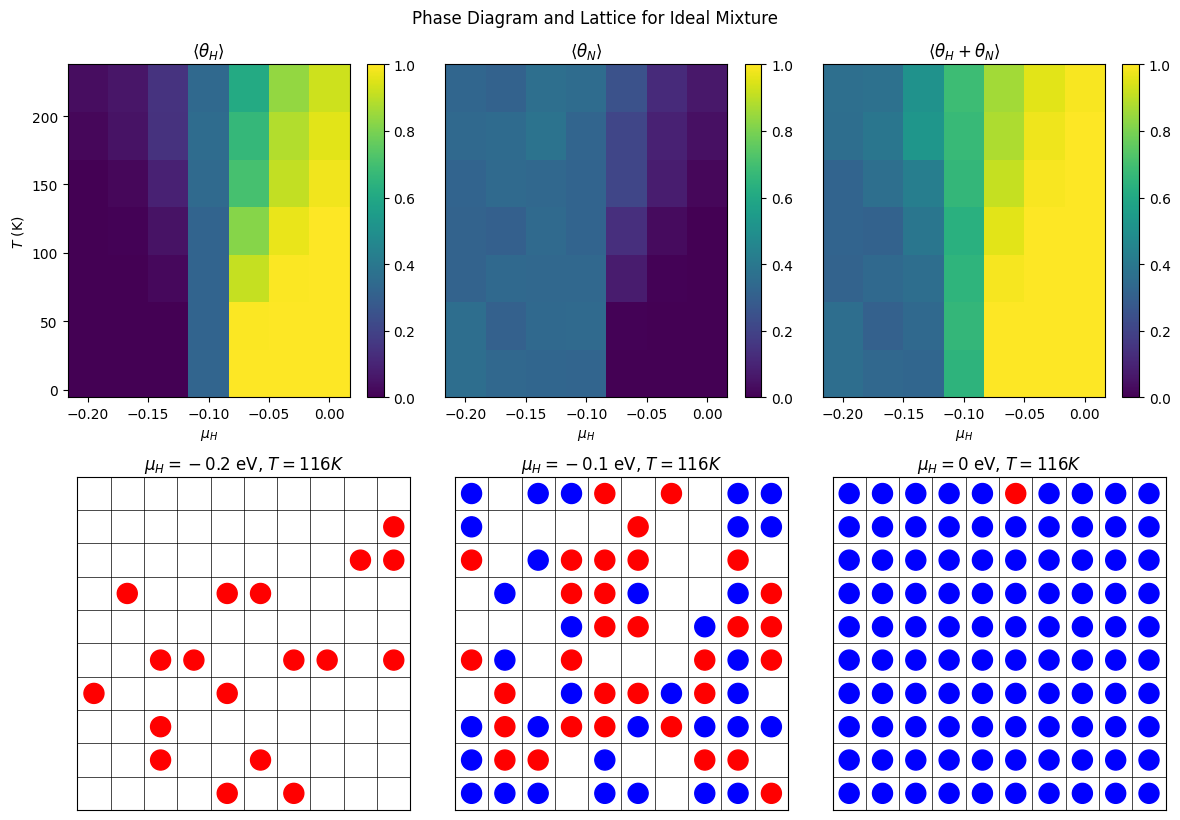 Phase Diagram and Lattice for Ideal Mixture
⟨θ_H⟩
⟨θ_N⟩
⟨θ_H + θ_N⟩
T (K)
200
150
100
50
0
−0.20 −0.15 −0.10 −0.05 0.00
μ_H
1.0
0.8
0.6
0.4
0.2
0.0
−0.20 −0.15 −0.10 −0.05 0.00
μ_H
1.0
0.8
0.6
0.4
0.2
0.0
−0.20 −0.15 −0.10 −0.05 0.00
μ_H
1.0
0.8
0.6
0.4
0.2
0.0
μ_H = −0.2 eV, T = 116K
μ_H = −0.1 eV, T = 116K
μ_H = 0 eV, T = 116K